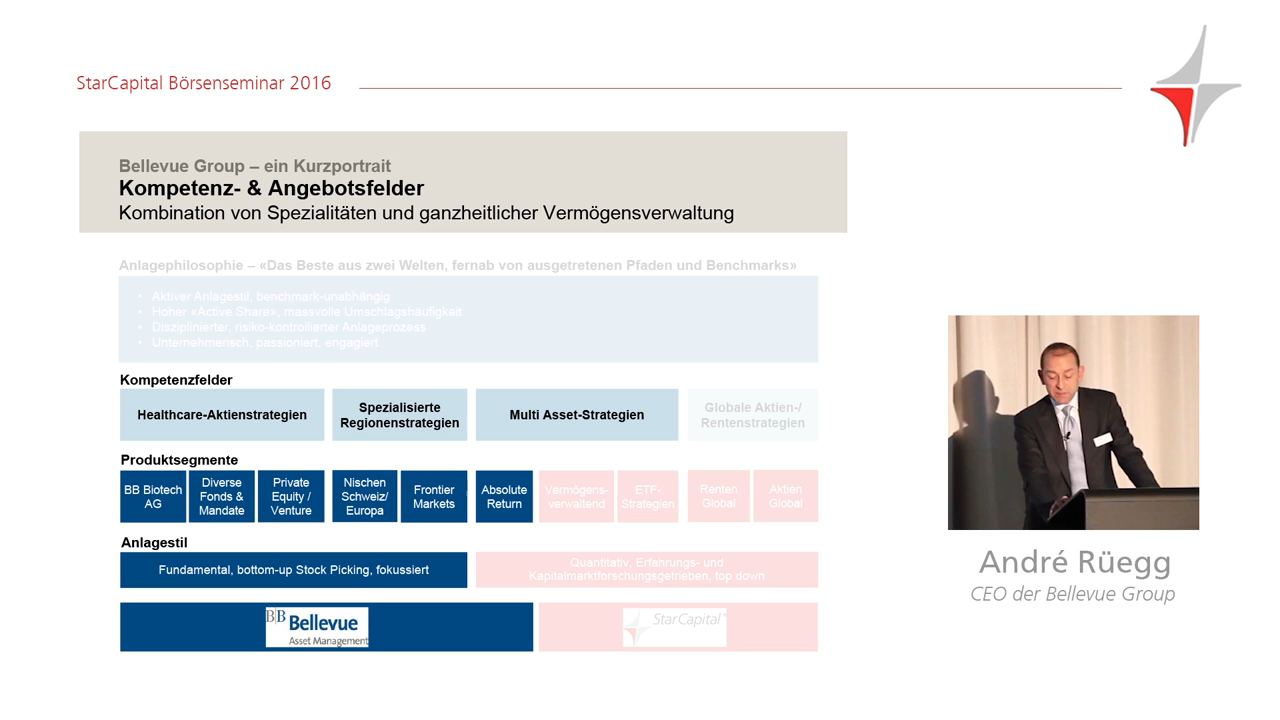 StarCapital Börsenseminar 2016
Bellevue Group – ein Kurzportrait
Kompetenz- & Angebotsfelder
Kombination von Spezialitäten und ganzheitlicher Vermögensverwaltung
Anlagephilosophie – «Das Beste aus zwei Welten, fernab von ausgetretenen Pfaden und Benchmarks»
• Aktiver Anlagestil, benchmark-unabhängig
• Hoher «Active Share», massvolle Umschlagshäufigkeit
• Disziplinierter, risiko-kontrollierter Anlageprozess
• Unternehmerisch, passioniert, engagiert
Kompetenzfelder
Healthcare-Aktienstrategien
Spezialisierte
Regionenstrategien
Multi Asset-Strategien
Globale Aktien-/
Rentenstrategien
Produktsegmente
BB Biotech
AG
Diverse
Fonds &
Mandate
Private
Equity /
Venture
Nischen
Schweiz/
Europa
Frontier
Markets
Absolute
Return
Vermögens-
verwaltend
ETF-
Strategien
Renten
Global
Aktien
Global
Anlagestil
Fundamental, bottom-up Stock Picking, fokussiert
Quantitativ, Erfahrungs- und
Kapitalmarktforschungsgetrieben, top down
B|B Bellevue
Asset Management
StarCapital
André Rüegg
CEO der Bellevue Group